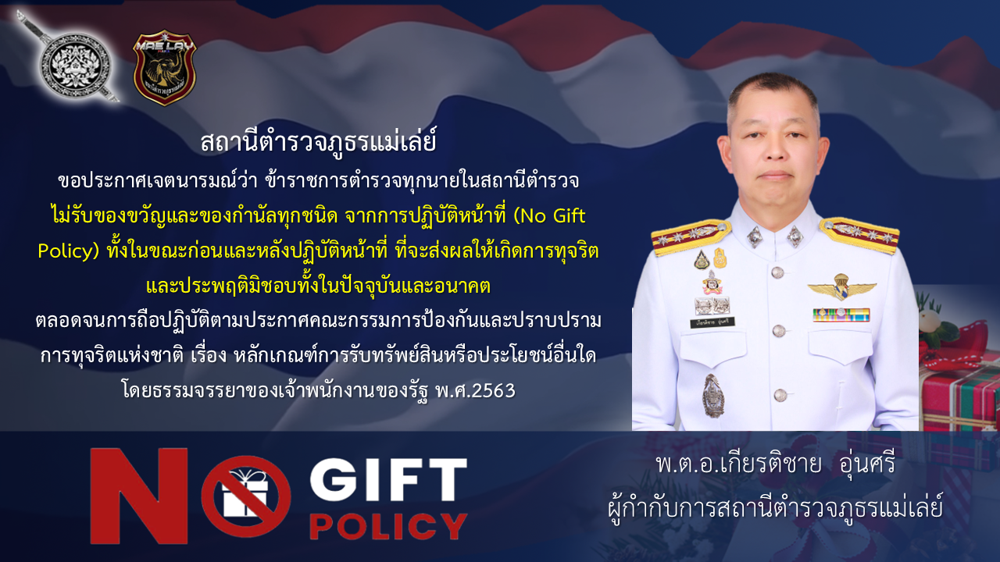 MAE LAY
สถานีตำรวจภูธรแม่เล่ย์
ขอประกาศเจตนารมณ์ว่า ข้าราชการตำรวจทุกนายในสถานีตำรวจ
ไม่รับของขวัญและของกำนัลทุกชนิด จากการปฏิบัติหน้าที่ (No Gift
Policy) ทั้งในขณะก่อนและหลังปฏิบัติหน้าที่ ที่จะส่งผลให้เกิดการทุจริต
และประพฤติมิชอบทั้งในปัจจุบันและอนาคต
ตลอดจนการถือปฏิบัติตามประกาศคณะกรรมการป้องกันและปราบปราม
การทุจริตแห่งชาติ เรื่อง หลักเกณฑ์การรับทรัพย์สินหรือประโยชน์อื่นใด
โดยธรรมจรรยาของเจ้าพนักงานของรัฐ พ.ศ.2563
เกียรติชาย อุ่นศรี
NO GIFT
POLICY
พ.ต.อ.เกียรติชาย อุ่นศรี
ผู้กำกับการสถานีตำรวจภูธรแม่เล่ย์